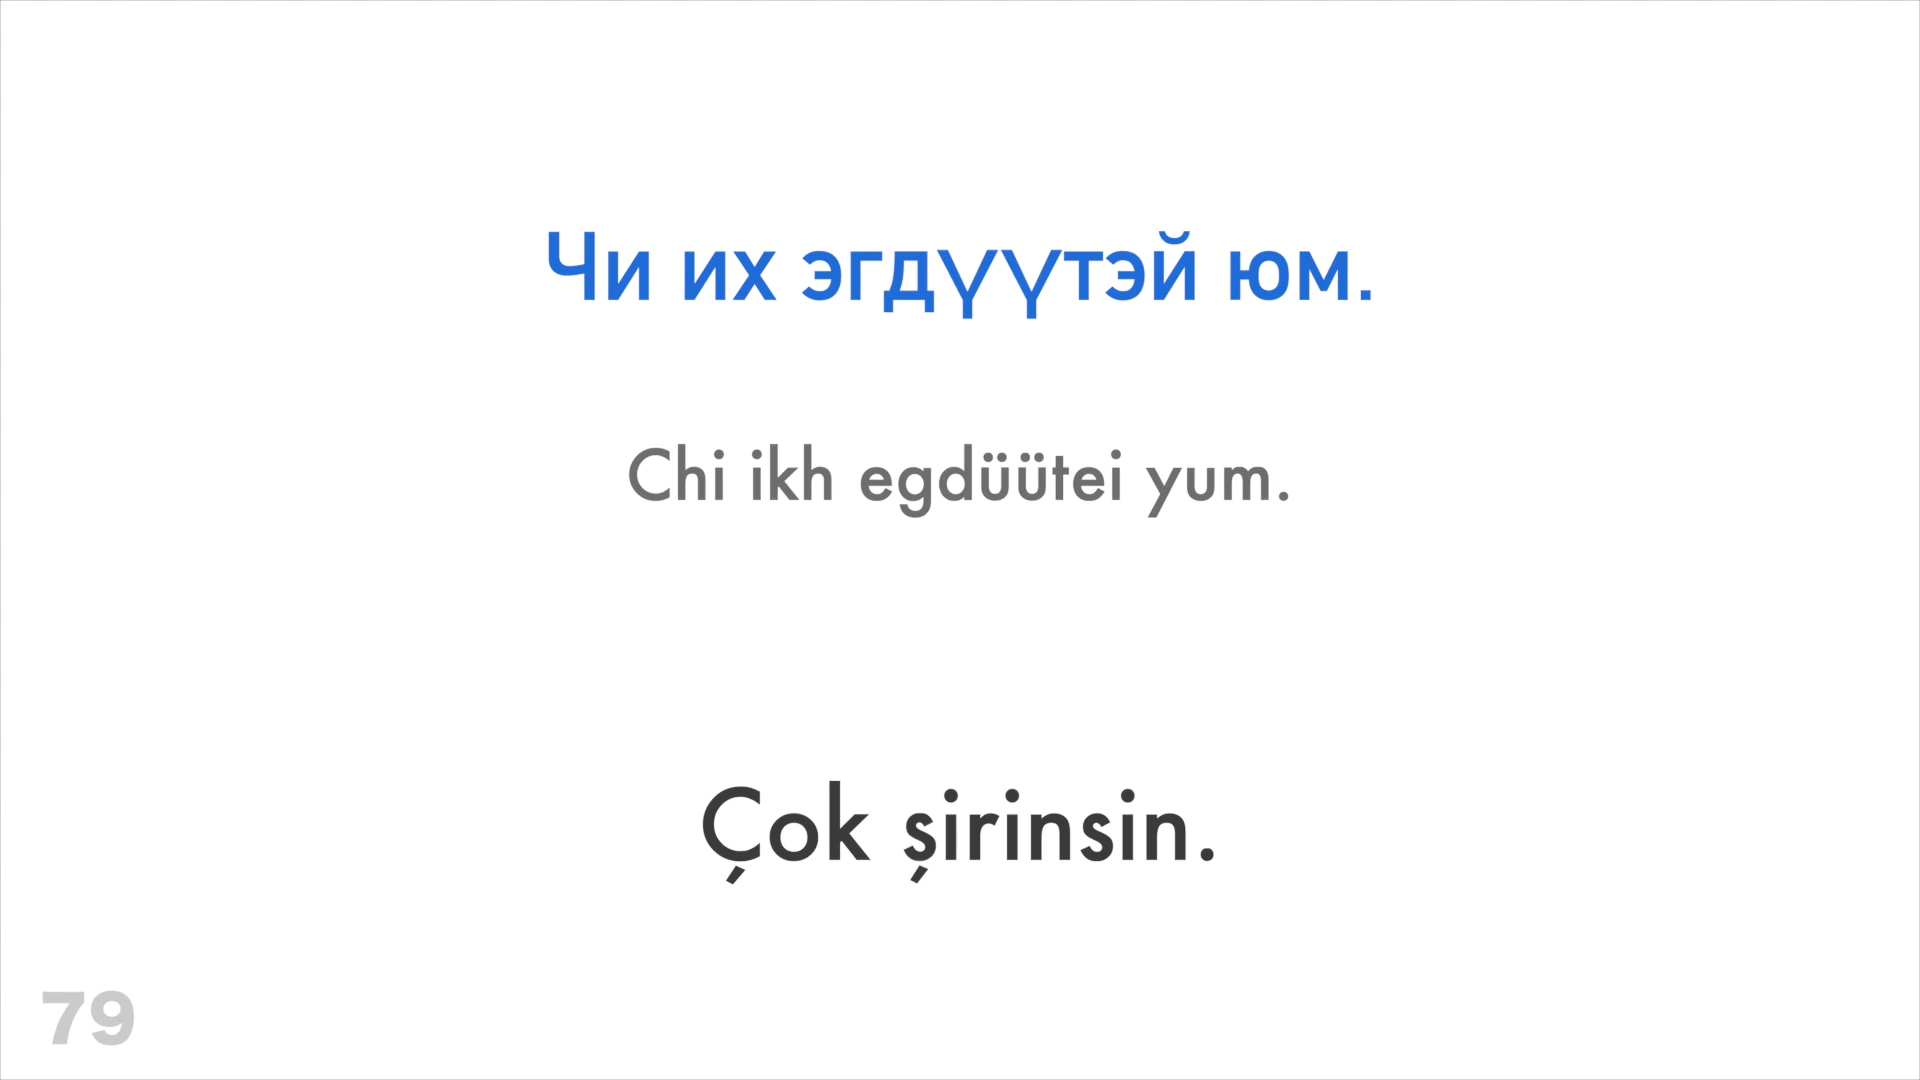 Чи их эгдүүтэй юм.
Chi ikh egdüütei yum.
Çok şirinsin.
79